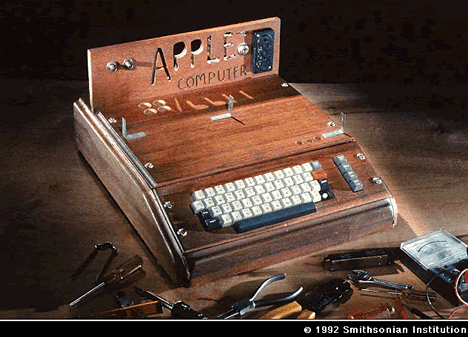 APPLE
COMPUTER
© 1992 Smithsonian Institution